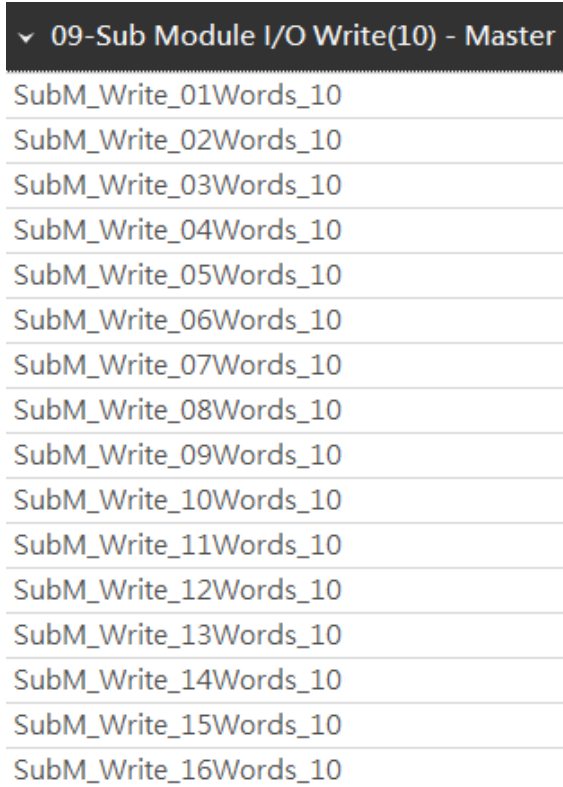 09-Sub Module I/O Write(10) - Master
SubM_Write_01Words_10
SubM_Write_02Words_10
SubM_Write_03Words_10
SubM_Write_04Words_10
SubM_Write_05Words_10
SubM_Write_06Words_10
SubM_Write_07Words_10
SubM_Write_08Words_10
SubM_Write_09Words_10
SubM_Write_10Words_10
SubM_Write_11Words_10
SubM_Write_12Words_10
SubM_Write_13Words_10
SubM_Write_14Words_10
SubM_Write_15Words_10
SubM_Write_16Words_10